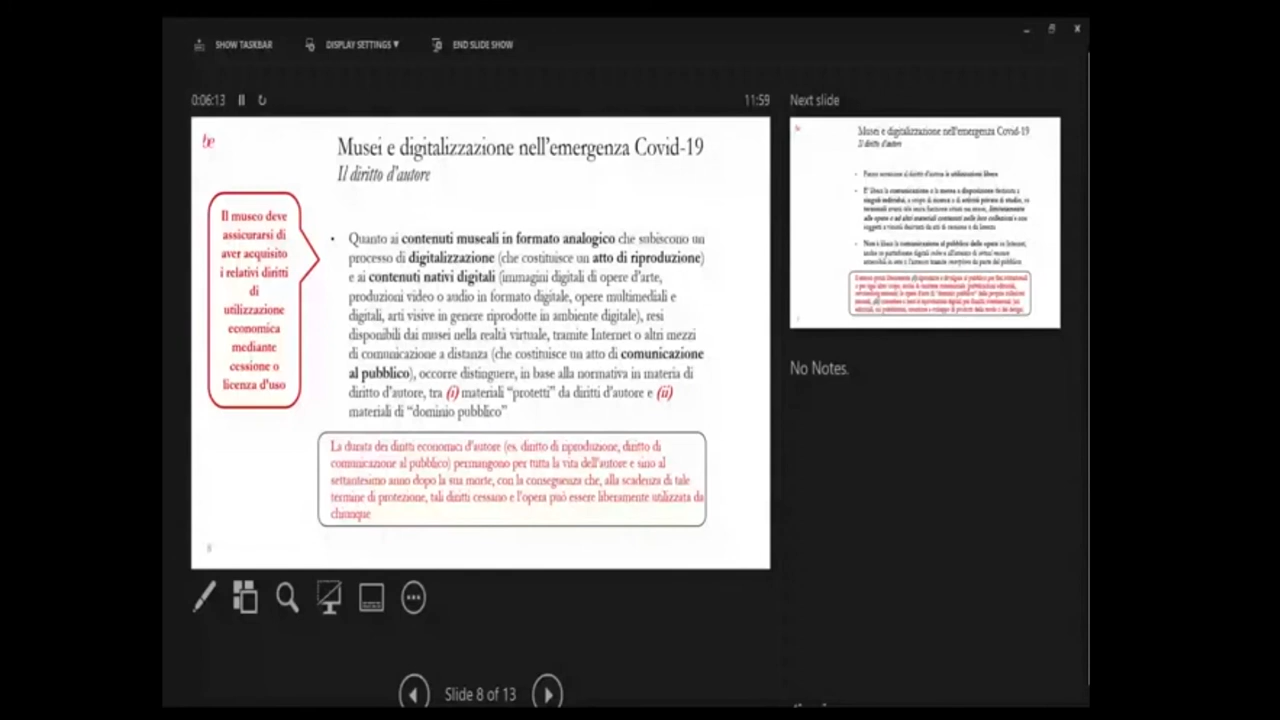 SHOW TASKBAR
DISPLAY SETTINGS ▼
END SLIDE SHOW
0:06:13
11:59
Next slide
be
Musei e digitalizzazione nell'emergenza Covid-19
Il diritto d'autore
Il museo deve
assicurarsi di
aver acquisito
i relativi diritti
di
utilizzazione
economica
mediante
cessione o
licenza d'uso
• Quanto ai contenuti museali in formato analogico che subiscono un
processo di digitalizzazione (che costituisce un atto di riproduzione)
e ai contenuti nativi digitali (immagini digitali di opere d'arte,
produzioni video o audio in formato digitale, opere multimediali e
digitali, arti visive in genere riprodotte in ambiente digitale), resi
disponibili dai musei nella realtà virtuale, tramite Internet o altri mezzi
di comunicazione a distanza (che costituisce un atto di comunicazione
al pubblico), occorre distinguere, in base alla normativa in materia di
diritto d'autore, tra (i) materiali "protetti" da diritti d'autore e (ii)
materiali di "dominio pubblico"
La durata dei diritti economici d'autore (es. diritto di riproduzione, diritto di
comunicazione al pubblico) permangono per tutta la vita dell'autore e sino al
settantesimo anno dopo la sua morte, con la conseguenza che, alla scadenza di tale
termine di protezione, tali diritti cessano e l'opera può essere liberamente utilizzata da
chiunque
8
Musei e digitalizzazione nell'emergenza Covid-19
Il diritto d'autore
No Notes.
Slide 8 of 13